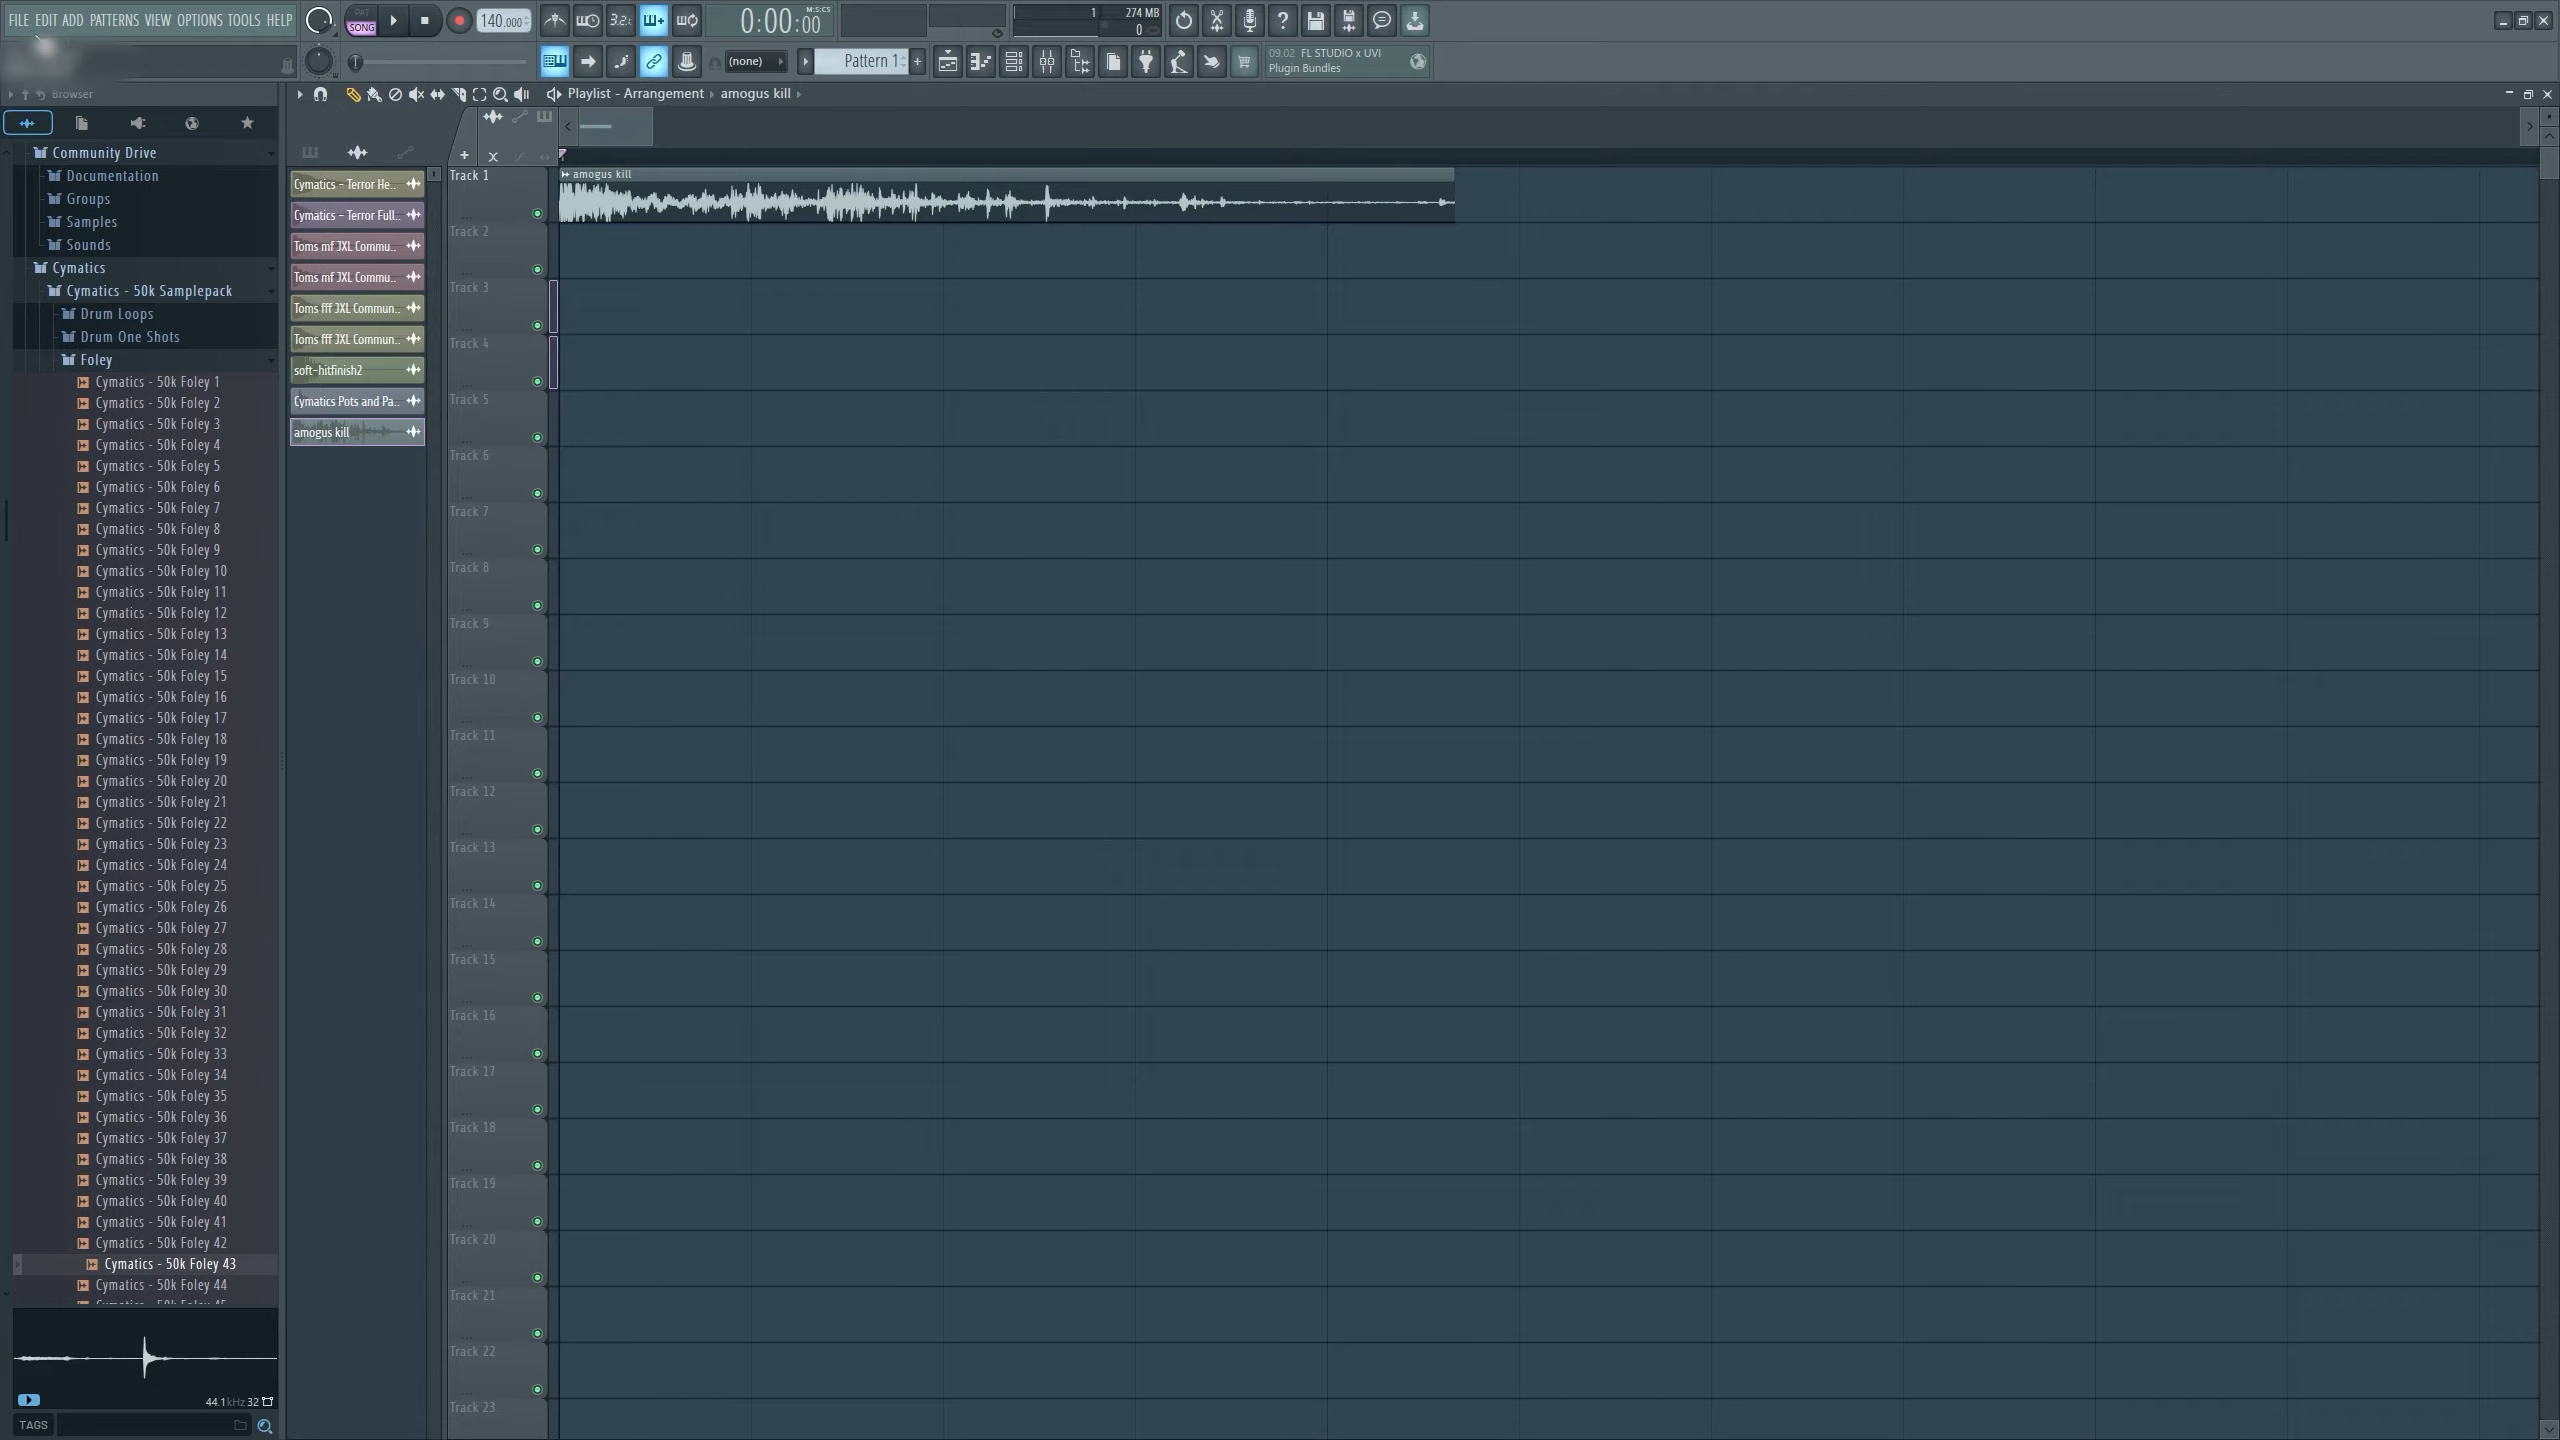 FILE EDIT ADD PATTERNS VIEW OPTIONS TOOLS HELP
PAT
SONG
140.000
3.2.
M:S:CS
0:00:00
1
274 MB
0
(none)
Pattern 1
+
09.02 FL STUDIO x UVI
Plugin Bundles
Browser
Playlist - Arrangement › amogus kill ›
Community Drive
Documentation
Groups
Samples
Sounds
Cymatics
Cymatics - 50k Samplepack
Drum Loops
Drum One Shots
Foley
Cymatics - 50k Foley 1
Cymatics - 50k Foley 2
Cymatics - 50k Foley 3
Cymatics - 50k Foley 4
Cymatics - 50k Foley 5
Cymatics - 50k Foley 6
Cymatics - 50k Foley 7
Cymatics - 50k Foley 8
Cymatics - 50k Foley 9
Cymatics - 50k Foley 10
Cymatics - 50k Foley 11
Cymatics - 50k Foley 12
Cymatics - 50k Foley 13
Cymatics - 50k Foley 14
Cymatics - 50k Foley 15
Cymatics - 50k Foley 16
Cymatics - 50k Foley 17
Cymatics - 50k Foley 18
Cymatics - 50k Foley 19
Cymatics - 50k Foley 20
Cymatics - 50k Foley 21
Cymatics - 50k Foley 22
Cymatics - 50k Foley 23
Cymatics - 50k Foley 24
Cymatics - 50k Foley 25
Cymatics - 50k Foley 26
Cymatics - 50k Foley 27
Cymatics - 50k Foley 28
Cymatics - 50k Foley 29
Cymatics - 50k Foley 30
Cymatics - 50k Foley 31
Cymatics - 50k Foley 32
Cymatics - 50k Foley 33
Cymatics - 50k Foley 34
Cymatics - 50k Foley 35
Cymatics - 50k Foley 36
Cymatics - 50k Foley 37
Cymatics - 50k Foley 38
Cymatics - 50k Foley 39
Cymatics - 50k Foley 40
Cymatics - 50k Foley 41
Cymatics - 50k Foley 42
Cymatics - 50k Foley 43
Cymatics - 50k Foley 44
44.1kHz 32
TAGS
Cymatics - Terror He..
Cymatics - Terror Full..
Toms mf JXL Commu..
Toms mf JXL Commu..
Toms fff JXL Commun..
Toms fff JXL Commun..
soft-hitfinish2
Cymatics Pots and Pa..
amogus kill
Track 1
amogus kill
Track 2
Track 3
Track 4
Track 5
Track 6
Track 7
Track 8
Track 9
Track 10
Track 11
Track 12
Track 13
Track 14
Track 15
Track 16
Track 17
Track 18
Track 19
Track 20
Track 21
Track 22
Track 23